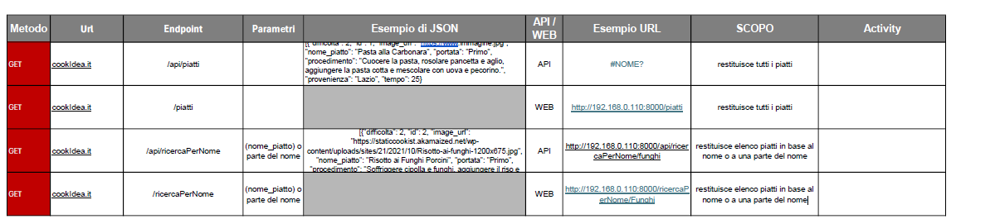 Metodo Url Endpoint Parametri Esempio di JSON API / WEB Esempio URL SCOPO Activity
GET cookIdea.it /api/piatti
[{"difficolta": 2, "id": 1, "image_url": "https://www.immagine.jpg",
"nome_piatto": "Pasta alla Carbonara", "portata": "Primo",
"procedimento": "Cuocere la pasta, rosolare pancetta e aglio,
aggiungere la pasta cotta e mescolare con uova e pecorino.",
"provenienza": "Lazio", "tempo": 25}
API #NOME? restituisce tutti i piatti
GET cookIdea.it /piatti WEB http://192.168.0.110:8000/piatti restituisce tutti i piatti
GET cookIdea.it /api/ricercaPerNome
(nome_piatto) o
parte del nome
[{"difficolta": 2, "id": 2, "image_url":
"https://staticcookist.akamaized.net/wp-
content/uploads/sites/21/2021/10/Risotto-ai-funghi-1200x675.jpg",
"nome_piatto": "Risotto ai Funghi Porcini", "portata": "Primo",
"procedimento": "Soffriggere cipolla e funghi, aggiungere il riso e
API
http://192.168.0.110:8000/api/ricer
caPerNome/funghi
restituisce elenco piatti in base al
nome o a una parte del nome
GET cookIdea.it /ricercaPerNome
(nome_piatto) o
parte del nome
WEB
http://192.168.0.110:8000/ricercaP
erNome/Funghi
restituisce elenco piatti in base al
nome o a una parte del nome